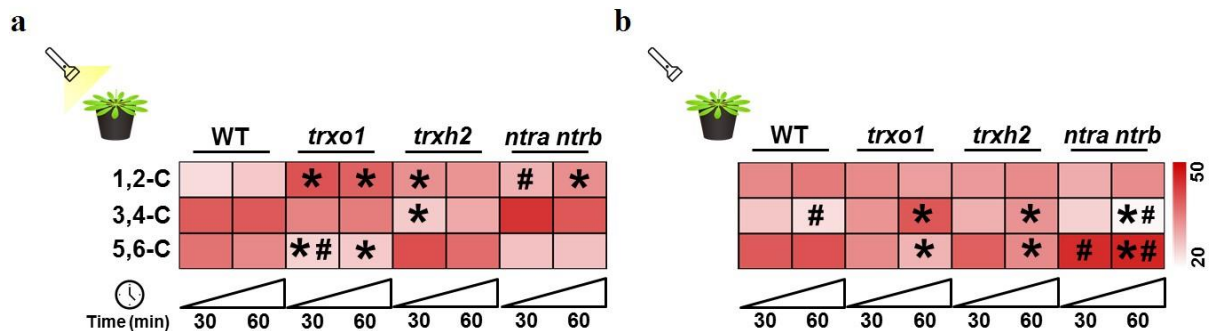 a b
WT trxo1 trxh2 ntra ntrb WT trxo1 trxh2 ntra ntrb
1,2-C * * * # * 50
3,4-C * # * * *#
5,6-C *# * * * # *# 20
Time (min) 30 60 30 60 30 60 30 60 30 60 30 60 30 60 30 60